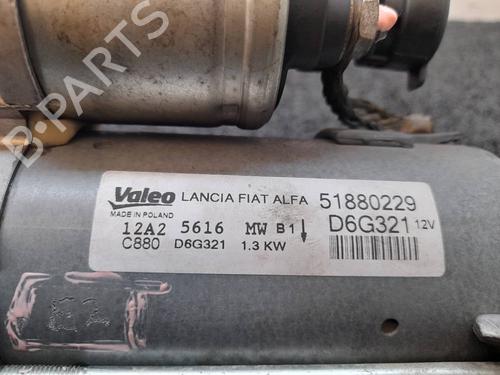 B-PARTS
Valeo LANCIA FIAT ALFA 51880229
MADE IN POLAND
12A2 5616 MW B1 D6G321 12V
C880 D6G321 1.3 KW
E2